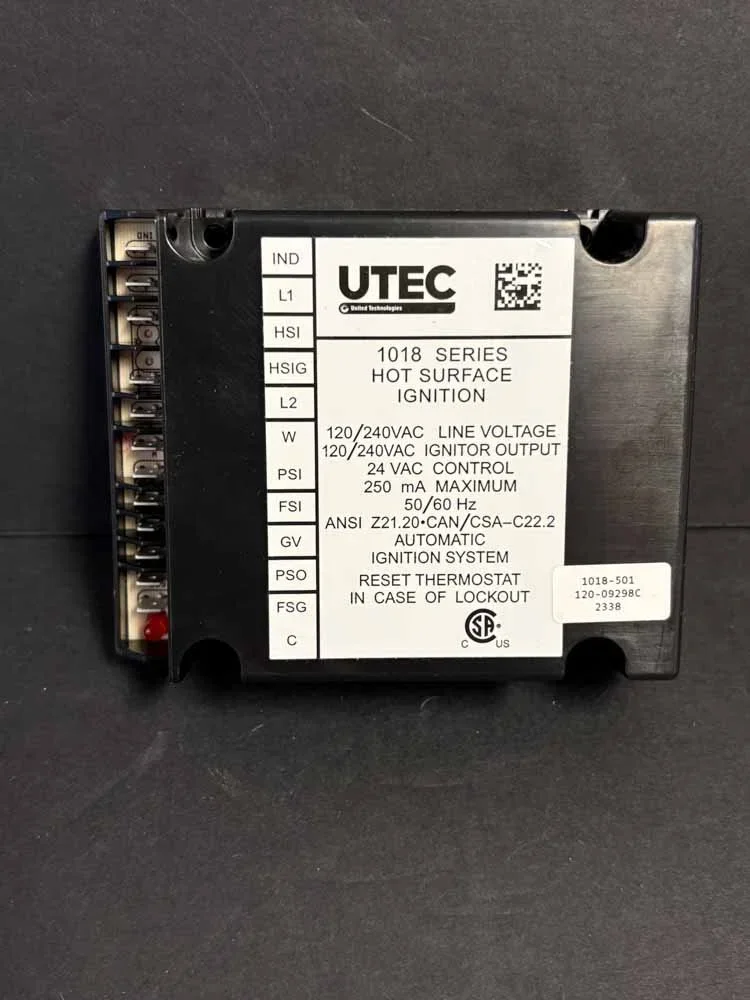 IND
IND
L1
HSI
HSIG
L2
W
PSI
FSI
GV
PSO
FSG
C
UTEC
United Technologies
1018 SERIES
HOT SURFACE
IGNITION
120/240VAC LINE VOLTAGE
120/240VAC IGNITOR OUTPUT
24 VAC CONTROL
250 mA MAXIMUM
50/60 Hz
ANSI Z21.20•CAN/CSA–C22.2
AUTOMATIC
IGNITION SYSTEM
RESET THERMOSTAT
IN CASE OF LOCKOUT
CSA
C US
1018-501
120-09298C
2338